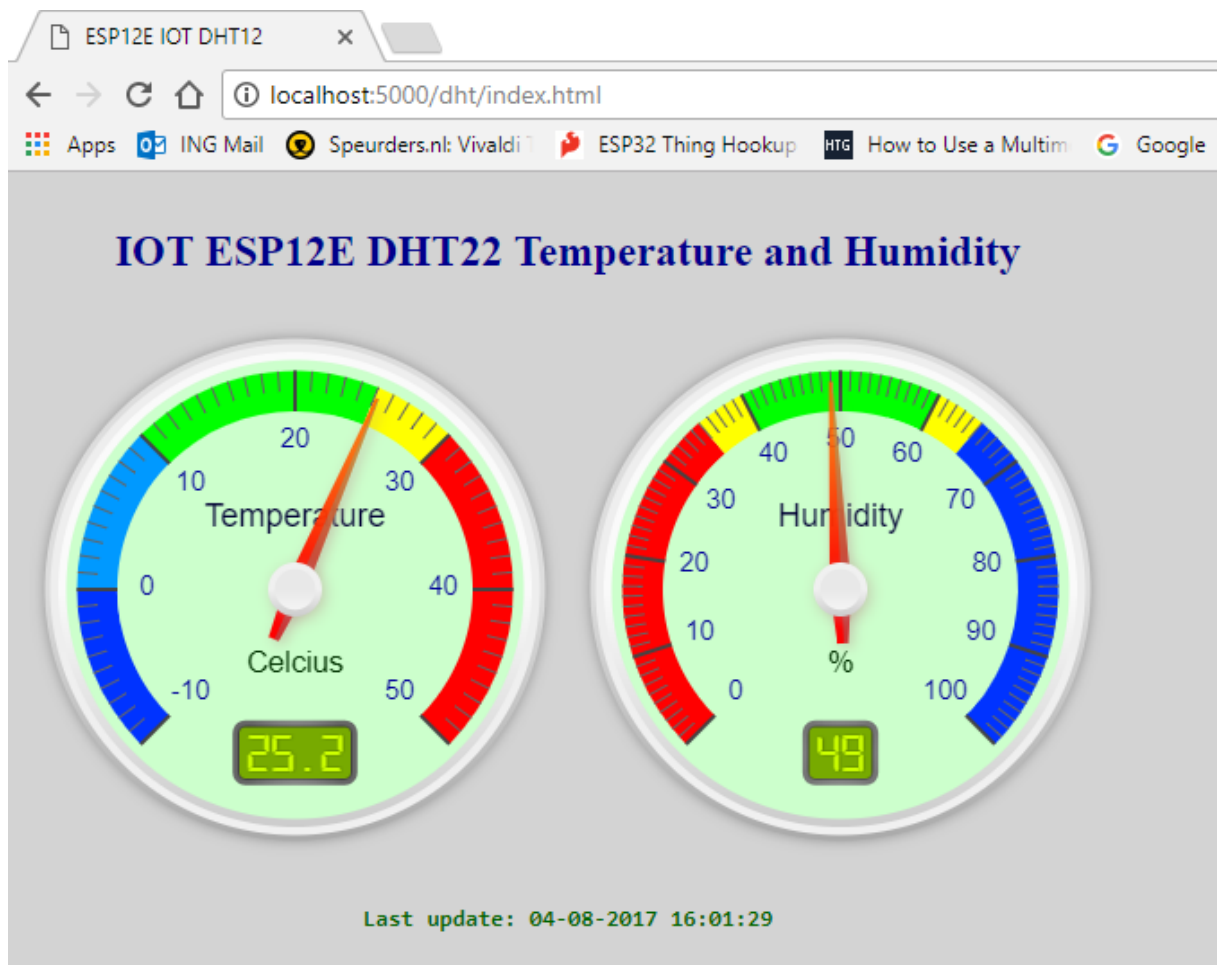 ESP12E IOT DHT12
localhost:5000/dht/index.html
Apps ING Mail Speurders.nl: Vivaldi ESP32 Thing Hookup HTG How to Use a Multim Google
IOT ESP12E DHT22 Temperature and Humidity
20
10 30
Temperature
0 40
Celcius
-10 50
25.2
50
40 60
30 70
Humidity
20 80
10 90
%
0 100
49
Last update: 04-08-2017 16:01:29